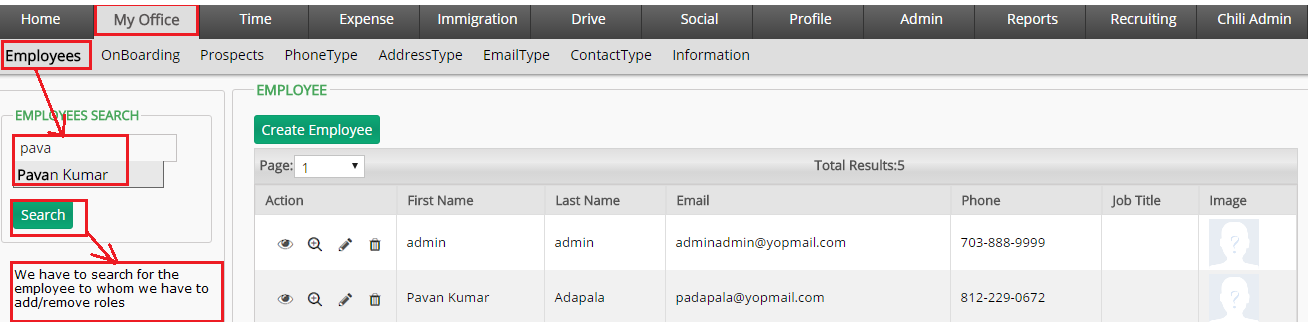 Home My Office Time Expense Immigration Drive Social Profile Admin Reports Recruiting Chili Admin
Employees OnBoarding Prospects PhoneType AddressType EmailType ContactType Information
EMPLOYEES SEARCH
pava
Pavan Kumar
Search
We have to search for the
employee to whom we have to
add/remove roles
EMPLOYEE
Create Employee
Page: 1 Total Results:5
Action First Name Last Name Email Phone Job Title Image
admin admin adminadmin@yopmail.com 703-888-9999
Pavan Kumar Adapala padapala@yopmail.com 812-229-0672